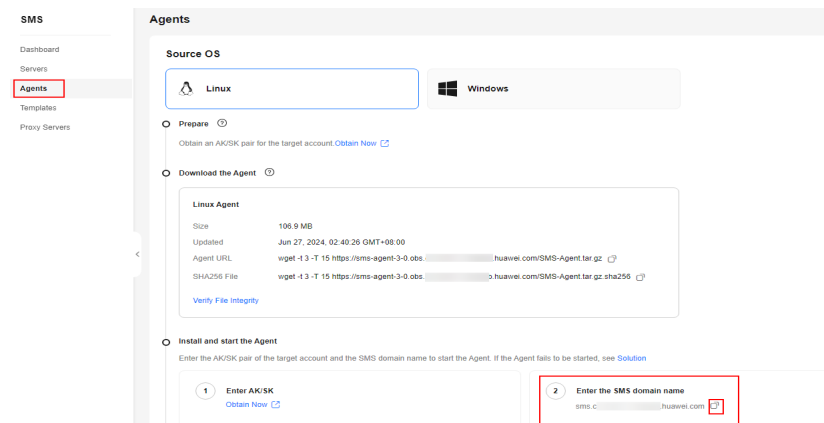 SMS
Dashboard
Servers
Agents
Templates
Proxy Servers
Agents
Source OS
Linux
Windows
Prepare
Obtain an AK/SK pair for the target account.Obtain Now
Download the Agent
Linux Agent
Size 106.9 MB
Updated Jun 27, 2024, 02:40:26 GMT+08:00
Agent URL wget -t 3 -T 15 https://sms-agent-3-0.obs. .huawei.com/SMS-Agent.tar.gz
SHA256 File wget -t 3 -T 15 https://sms-agent-3-0.obs. .huawei.com/SMS-Agent.tar.gz.sha256
Verify File Integrity
Install and start the Agent
Enter the AK/SK pair of the target account and the SMS domain name to start the Agent. If the Agent fails to be started, see Solution
1 Enter AK/SK
Obtain Now
2 Enter the SMS domain name
sms.c .huawei.com